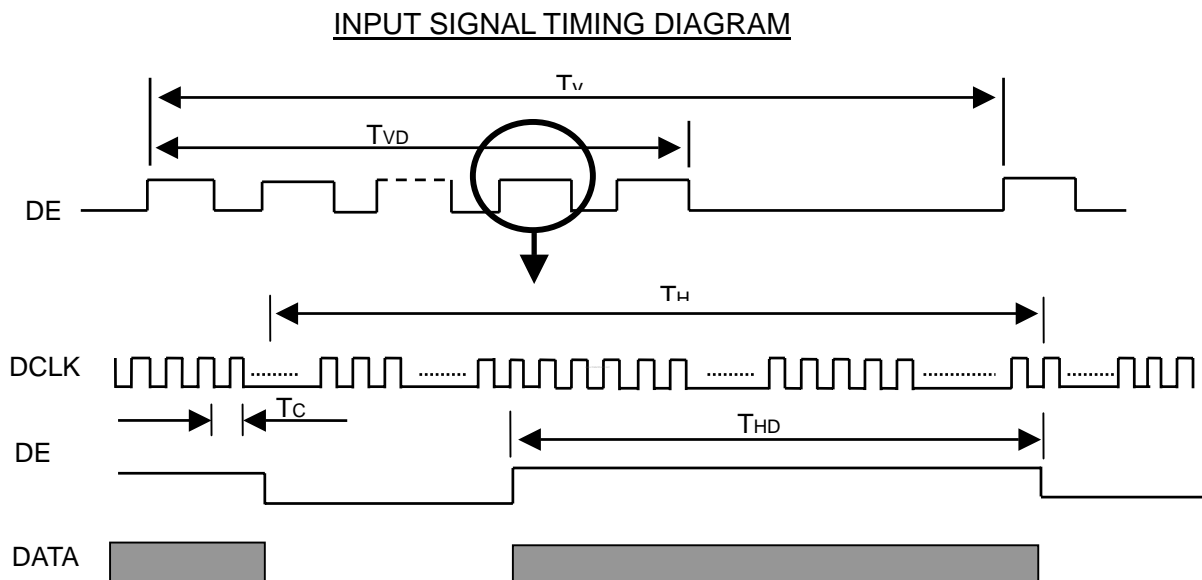 INPUT SIGNAL TIMING DIAGRAM
Tv
TVD
DE
TH
DCLK
TC
THD
DE
DATA